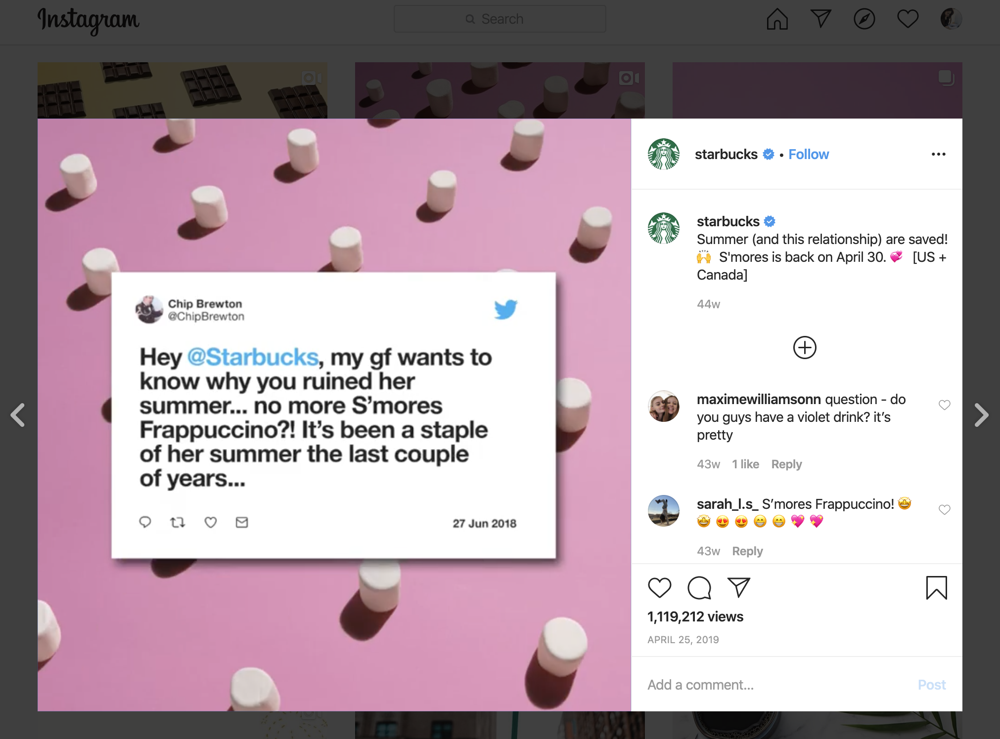 Instagram
Search
Chip Brewton
@ChipBrewton
Hey @Starbucks, my gf wants to
know why you ruined her
summer... no more S’mores
Frappuccino?! It’s been a staple
of her summer the last couple
of years...
27 Jun 2018
starbucks • Follow
starbucks
Summer (and this relationship) are saved!
🙌 S'mores is back on April 30. 💞 [US +
Canada]
44w
maximewilliamsonn question - do
you guys have a violet drink? it’s
pretty
43w 1 like Reply
sarah_l.s_ S’mores Frappuccino! 🤩
🤩 😍 😍 😁 😁 💖 💖
43w Reply
1,119,212 views
APRIL 25, 2019
Add a comment...
Post